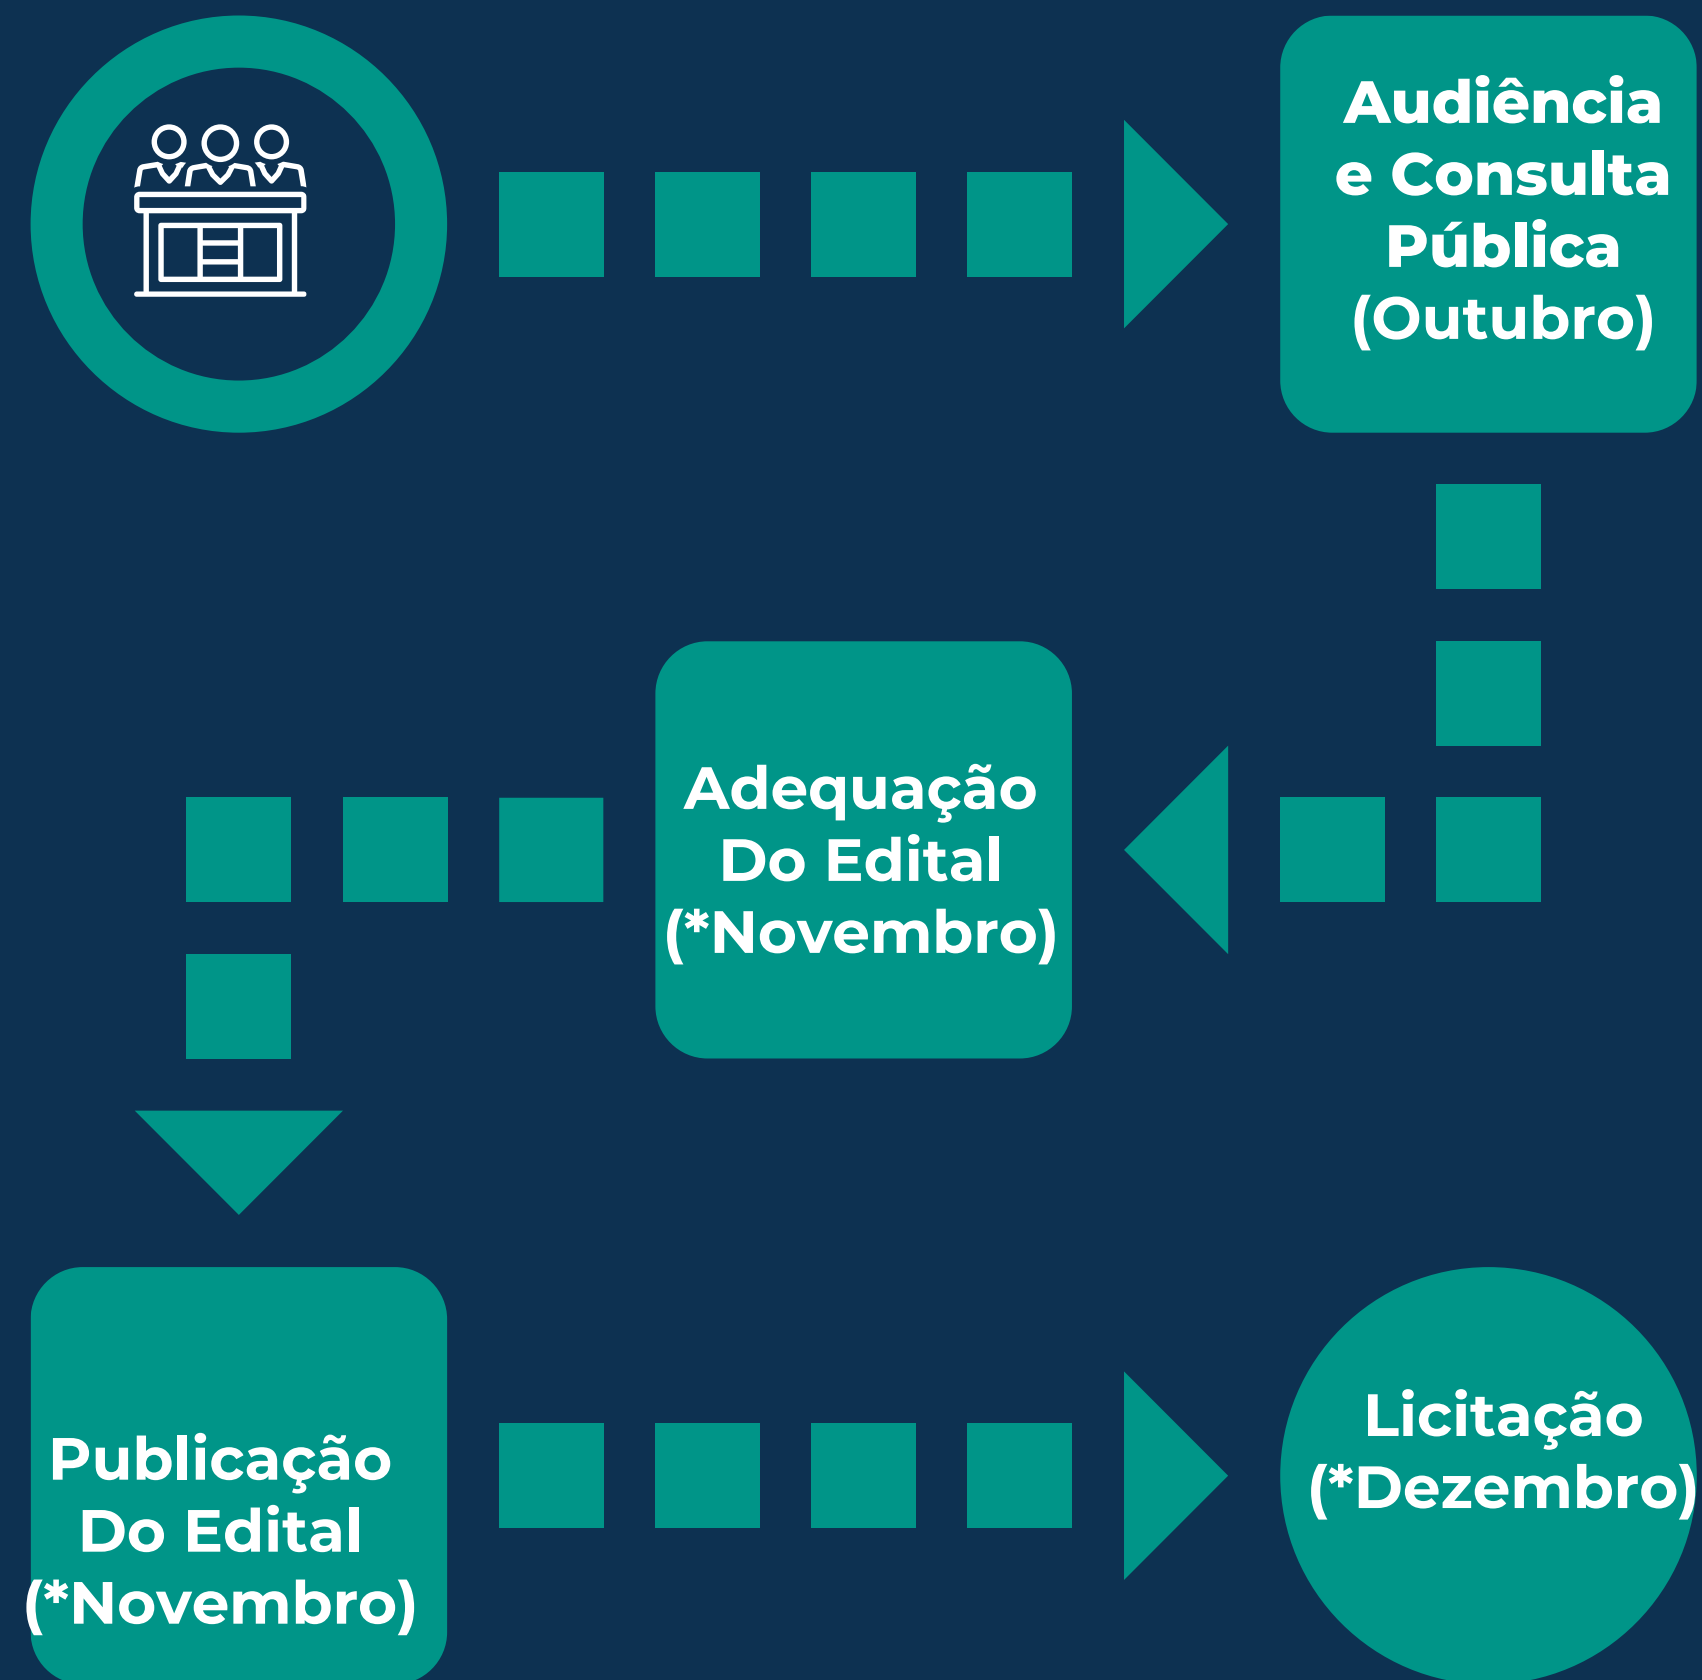 Audiência
e Consulta
Pública
(Outubro)
Adequação
Do Edital
(*Novembro)
Publicação
Do Edital
(*Novembro)
Licitação
(*Dezembro)